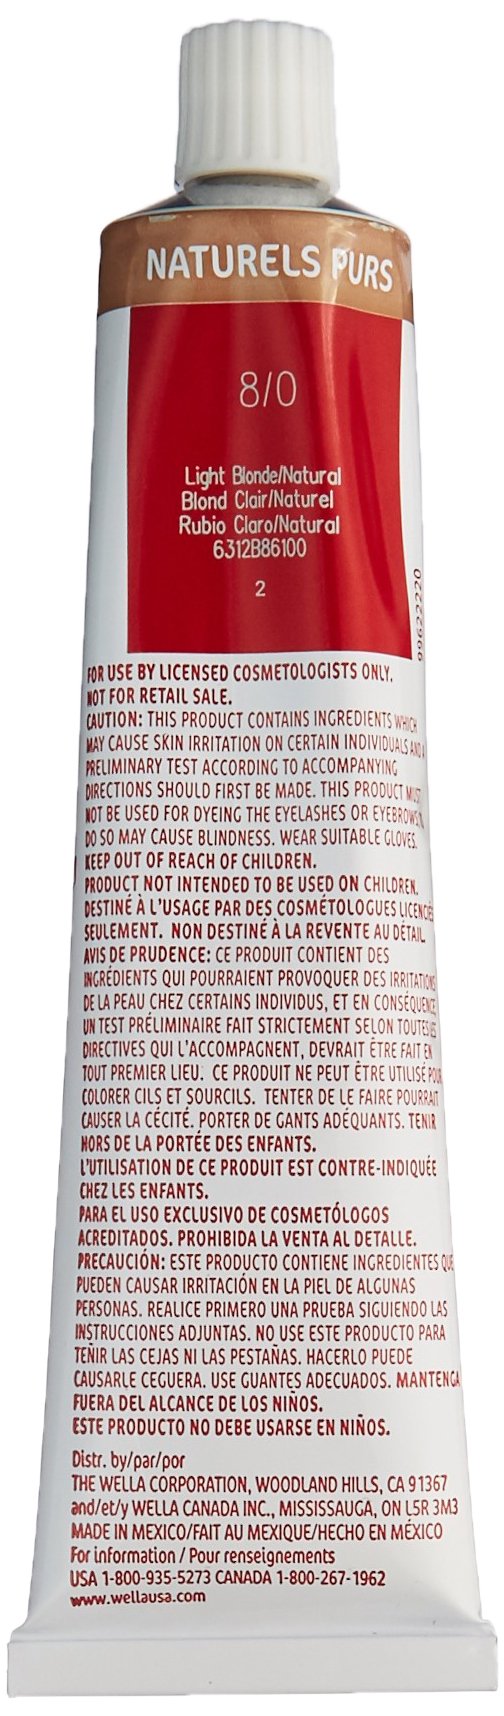 NATURELS PURS
8/0
Light Blonde/Natural
Blond Clair/Naturel
Rubio Claro/Natural
6312B86100
2
99622220
FOR USE BY LICENSED COSMETOLOGISTS ONLY.
NOT FOR RETAIL SALE.
CAUTION: THIS PRODUCT CONTAINS INGREDIENTS WHICH
MAY CAUSE SKIN IRRITATION ON CERTAIN INDIVIDUALS AND A
PRELIMINARY TEST ACCORDING TO ACCOMPANYING
DIRECTIONS SHOULD FIRST BE MADE. THIS PRODUCT MUST
NOT BE USED FOR DYEING THE EYELASHES OR EYEBROWS;
DO SO MAY CAUSE BLINDNESS. WEAR SUITABLE GLOVES.
KEEP OUT OF REACH OF CHILDREN.
PRODUCT NOT INTENDED TO BE USED ON CHILDREN.
DESTINÉ À L'USAGE PAR DES COSMÉTOLOGUES LICENCIÉS
SEULEMENT. NON DESTINÉ À LA REVENTE AU DÉTAIL.
AVIS DE PRUDENCE: CE PRODUIT CONTIENT DES
INGRÉDIENTS QUI POURRAIENT PROVOQUER DES IRRITATIONS
DE LA PEAU CHEZ CERTAINS INDIVIDUS, ET EN CONSÉQUENCE
UN TEST PRÉLIMINAIRE FAIT STRICTEMENT SELON TOUTES LES
DIRECTIVES QUI L'ACCOMPAGNENT, DEVRAIT ÊTRE FAIT EN
TOUT PREMIER LIEU. CE PRODUIT NE PEUT ÊTRE UTILISÉ POUR
COLORER CILS ET SOURCILS. TENTER DE LE FAIRE POURRAIT
CAUSER LA CÉCITÉ. PORTER DE GANTS ADÉQUANTS. TENIR
HORS DE LA PORTÉE DES ENFANTS.
L'UTILISATION DE CE PRODUIT EST CONTRE-INDIQUÉE
CHEZ LES ENFANTS.
PARA EL USO EXCLUSIVO DE COSMETÓLOGOS
ACREDITADOS. PROHIBIDA LA VENTA AL DETALLE.
PRECAUCIÓN: ESTE PRODUCTO CONTIENE INGREDIENTES QUE
PUEDEN CAUSAR IRRITACIÓN EN LA PIEL DE ALGUNAS
PERSONAS. REALICE PRIMERO UNA PRUEBA SIGUIENDO LAS
INSTRUCCIONES ADJUNTAS. NO USE ESTE PRODUCTO PARA
TEÑIR LAS CEJAS NI LAS PESTAÑAS. HACERLO PUEDE
CAUSARLE CEGUERA. USE GUANTES ADECUADOS. MANTENGA
FUERA DEL ALCANCE DE LOS NIÑOS.
ESTE PRODUCTO NO DEBE USARSE EN NIÑOS.
Distr. by/par/por
THE WELLA CORPORATION, WOODLAND HILLS, CA 91367
and/et/y WELLA CANADA INC., MISSISSAUGA, ON L5R 3M3
MADE IN MEXICO/FAIT AU MEXIQUE/HECHO EN MÉXICO
For information / Pour renseignements
USA 1-800-935-5273 CANADA 1-800-267-1962
www.wellausa.com